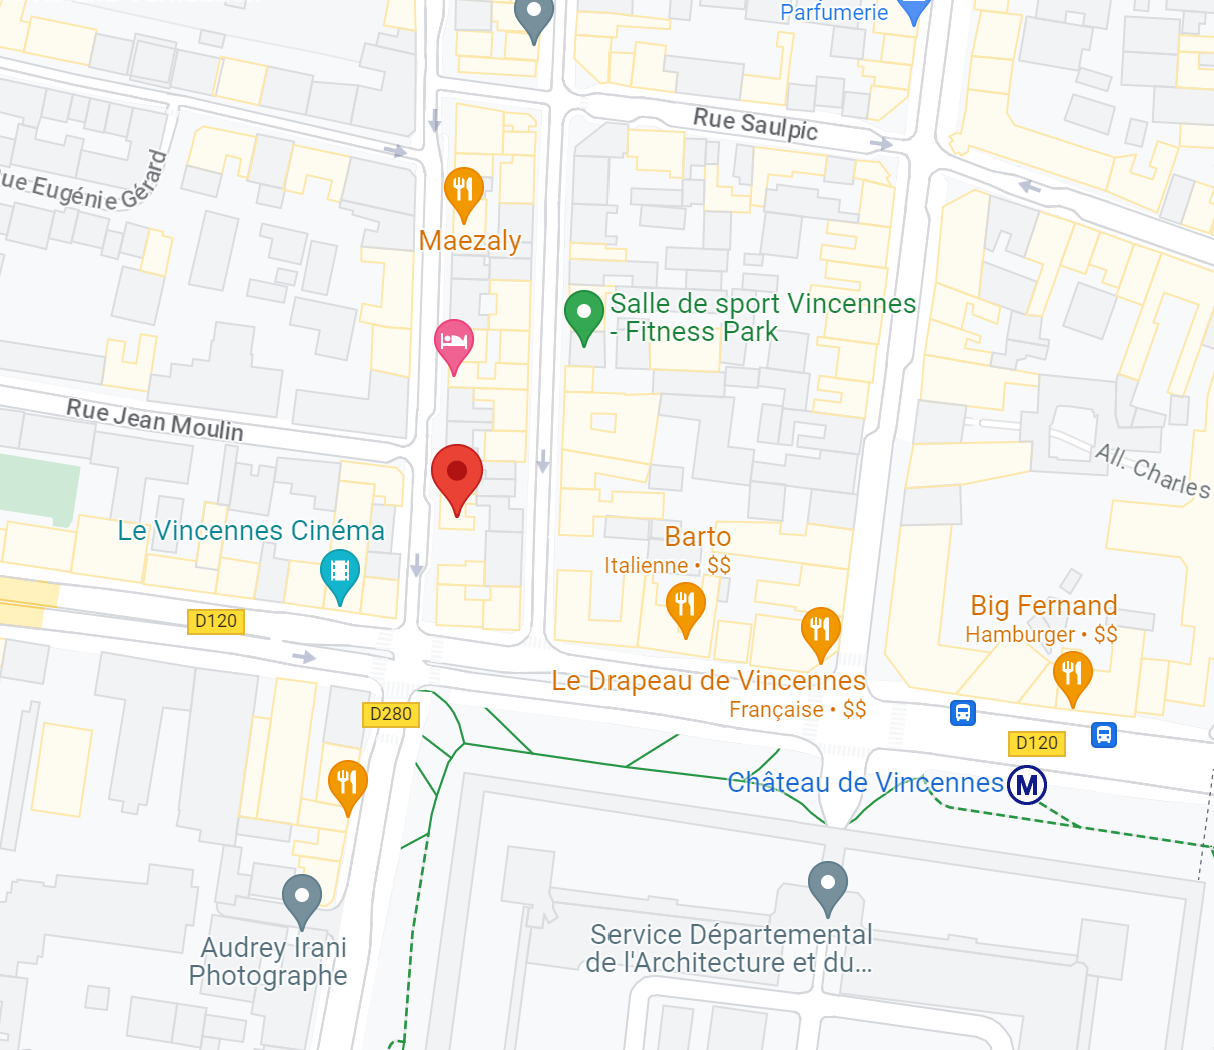 Parfumerie
Rue Saulpic
ue Eugénie Gérard
Maezaly
Salle de sport Vincennes
- Fitness Park
Rue Jean Moulin
All. Charles
Le Vincennes Cinéma
Barto
Italienne • $$
D120
Big Fernand
Hamburger • $$
Le Drapeau de Vincennes
Française • $$
D280
D120
Château de Vincennes
M
Service Départemental
de l'Architecture et du...
Audrey Irani
Photographe